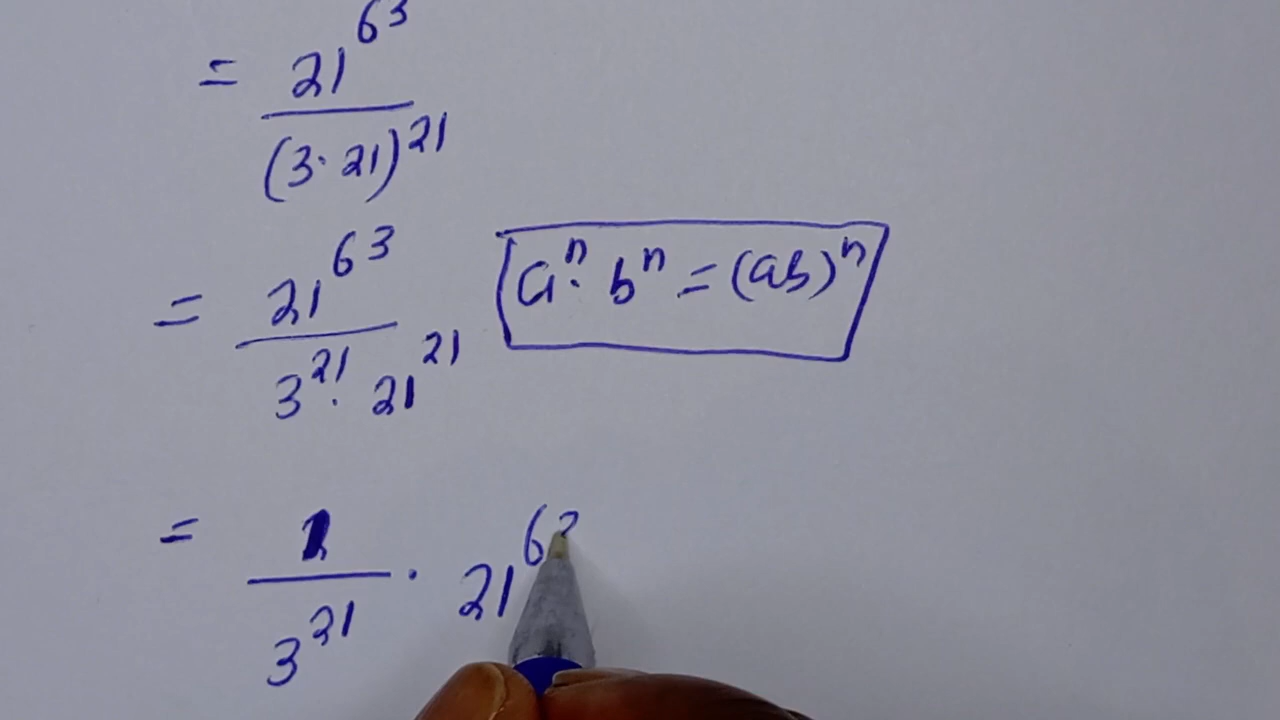 = 21^63 / (3·21)^21
= 21^63 / 3^21 · 21^21
a^n · b^n = (ab)^n
= 1 / 3^21 · 21^63